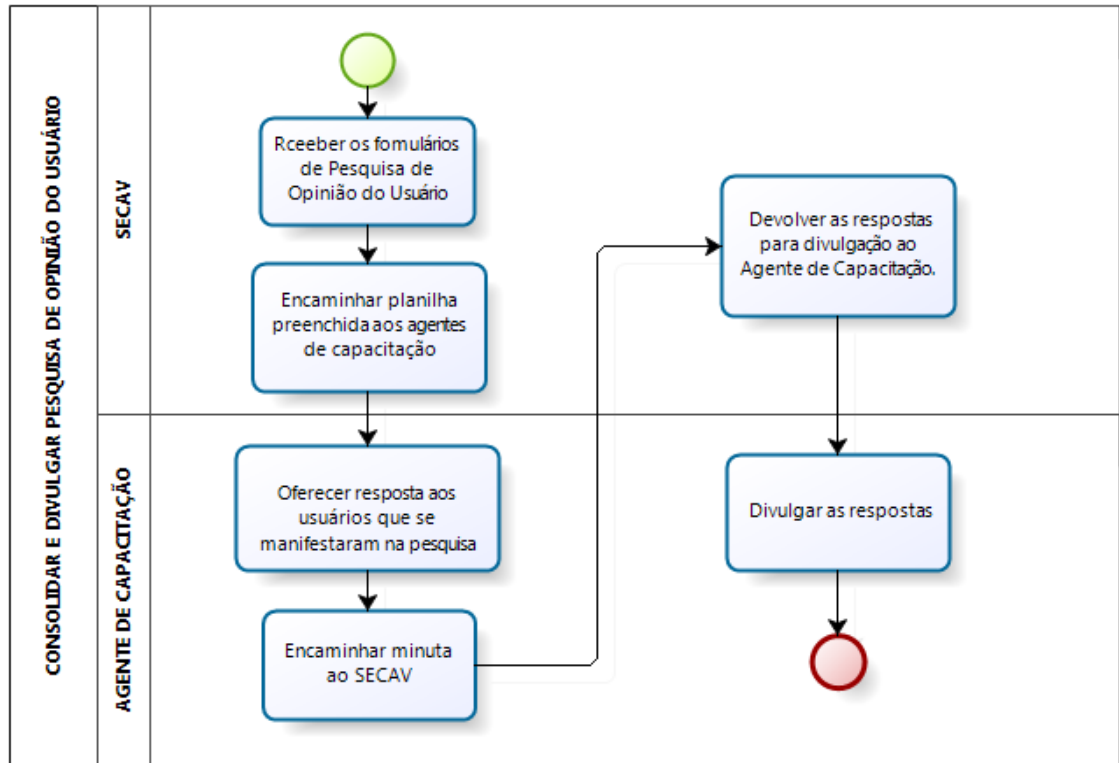 CONSOLIDAR E DIVULGAR PESQUISA DE OPINIÃO DO USUÁRIO
SECAV
Rceeber os fomulários
de Pesquisa de
Opinião do Usuário
Encaminhar planilha
preenchida aos agentes
de capacitação
Devolver as respostas
para divulgação ao
Agente de Capacitação.
AGENTE DE CAPACITAÇÃO
Oferecer resposta aos
usuários que se
manifestaram na pesquisa
Encaminhar minuta
ao SECAV
Divulgar as respostas